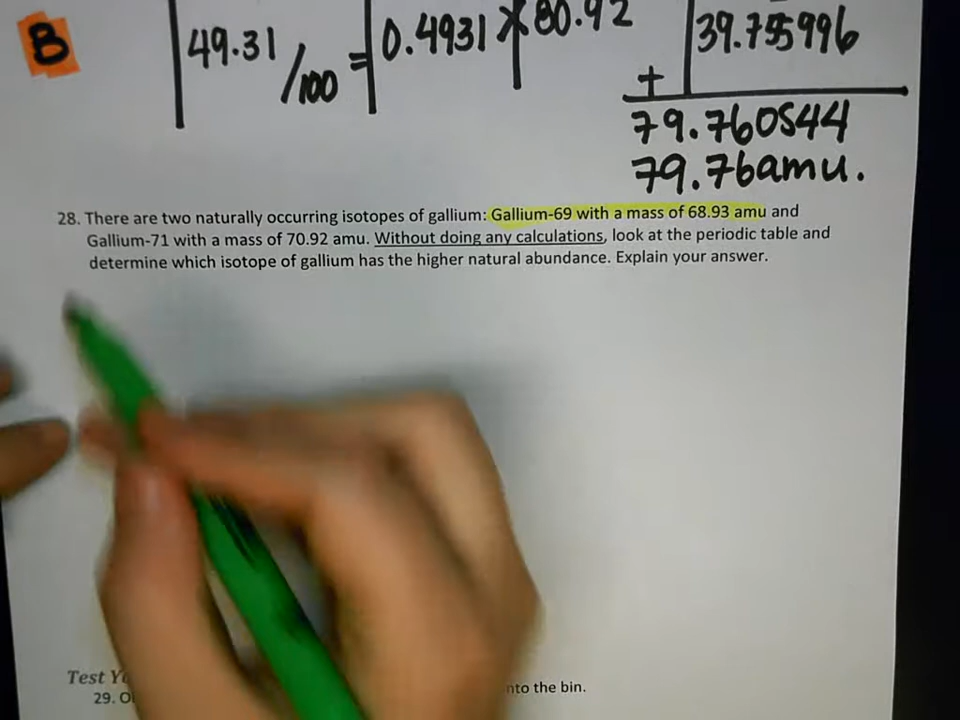 B 49.31 /100 = 0.4931 × 80.92 39.755996
+
79.760544
79.76amu.
28. There are two naturally occurring isotopes of gallium: Gallium-69 with a mass of 68.93 amu and
Gallium-71 with a mass of 70.92 amu. Without doing any calculations, look at the periodic table and
determine which isotope of gallium has the higher natural abundance. Explain your answer.
Test
29. nto the bin.